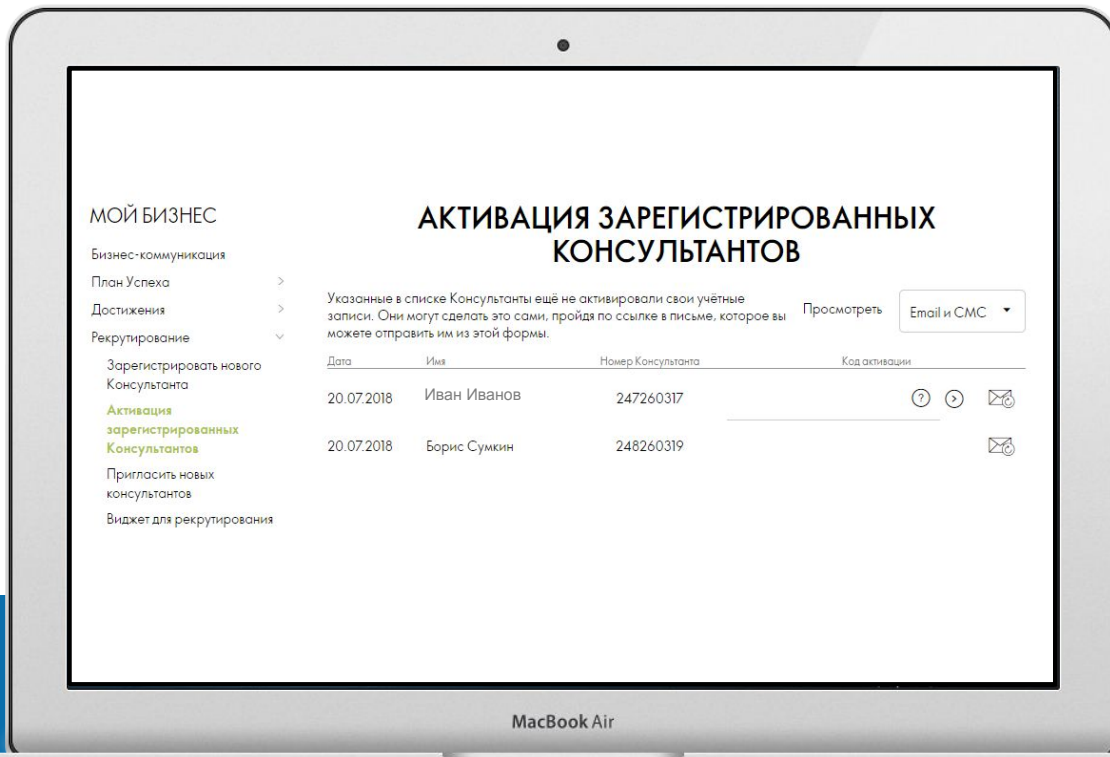 МОЙ БИЗНЕС
Бизнес-коммуникация
План Успеха
Достижения
Рекрутирование
Зарегистрировать нового
Консультанта
Активация
зарегистрированных
Консультантов
Пригласить новых
консультантов
Виджет для рекрутирования
АКТИВАЦИЯ ЗАРЕГИСТРИРОВАННЫХ
КОНСУЛЬТАНТОВ
Указанные в списке Консультанты ещё не активировали свои учётные
записи. Они могут сделать это сами, пройдя по ссылке в письме, которое вы
можете отправить им из этой формы.
Просмотреть Email и СМС
Дата Имя Номер Консультанта Код активации
20.07.2018 Иван Иванов 247260317 ?
20.07.2018 Борис Сумкин 248260319
MacBook Air